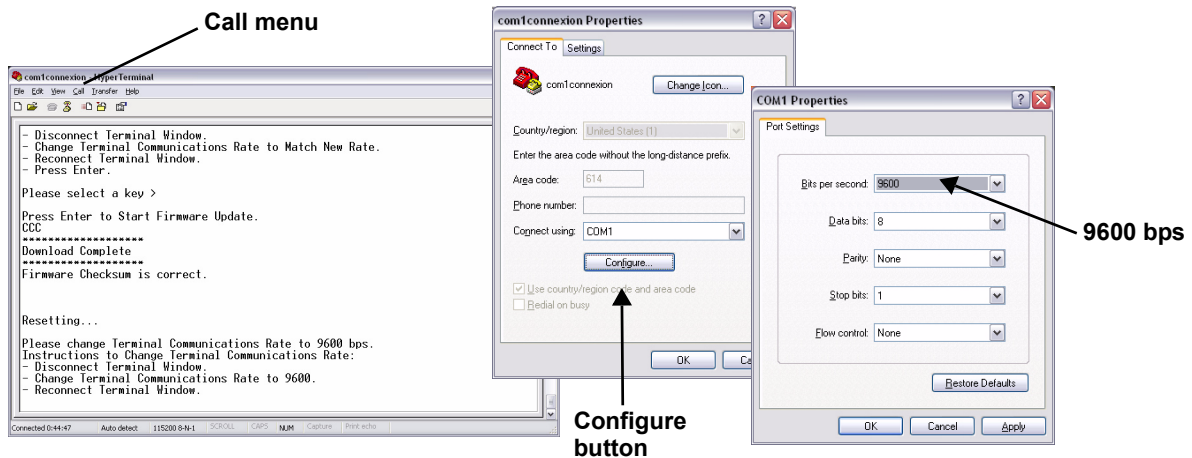 Call menu
com1connexion - HyperTerminal
File Edit View Call Transfer Help
- Disconnect Terminal Window.
- Change Terminal Communications Rate to Match New Rate.
- Reconnect Terminal Window.
- Press Enter.
Please select a key >
Press Enter to Start Firmware Update.
CCC
*******************
Download Complete
*******************
Firmware Checksum is correct.
Resetting...
Please change Terminal Communications Rate to 9600 bps.
Instructions to Change Terminal Communications Rate:
- Disconnect Terminal Window.
- Change Terminal Communications Rate to 9600.
- Reconnect Terminal Window.
Connected 0:44:47 Auto detect 115200 8-N-1 SCROLL CAPS NUM Capture Print echo
com1connexion Properties
Connect To Settings
com1connexion Change Icon...
Country/region: United States (1)
Enter the area code without the long-distance prefix.
Area code: 614
Phone number:
Connect using: COM1
Configure...
Use country/region code and area code
Redial on busy
OK Ca
Configure
button
COM1 Properties
Port Settings
Bits per second: 9600
Data bits: 8
Parity: None
Stop bits: 1
Flow control: None
Restore Defaults
OK Cancel Apply
9600 bps